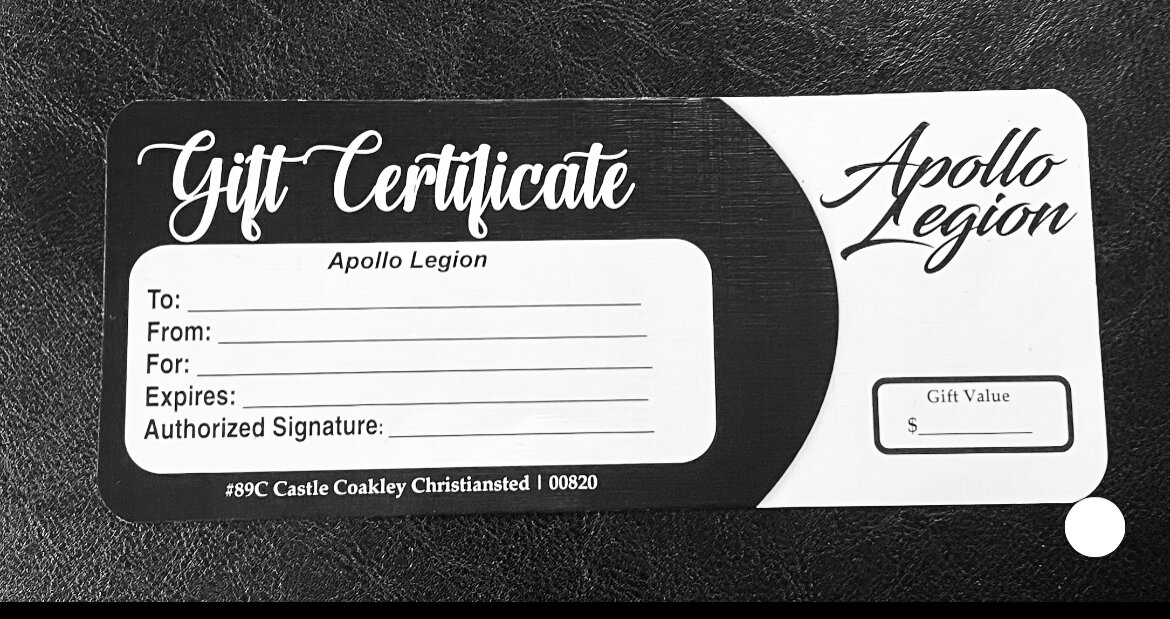 Gift Certificate
Apollo Legion
To:
From:
For:
Expires:
Authorized Signature:
#89C Castle Coakley Christiansted | 00820
Apollo
Legion
Gift Value
$